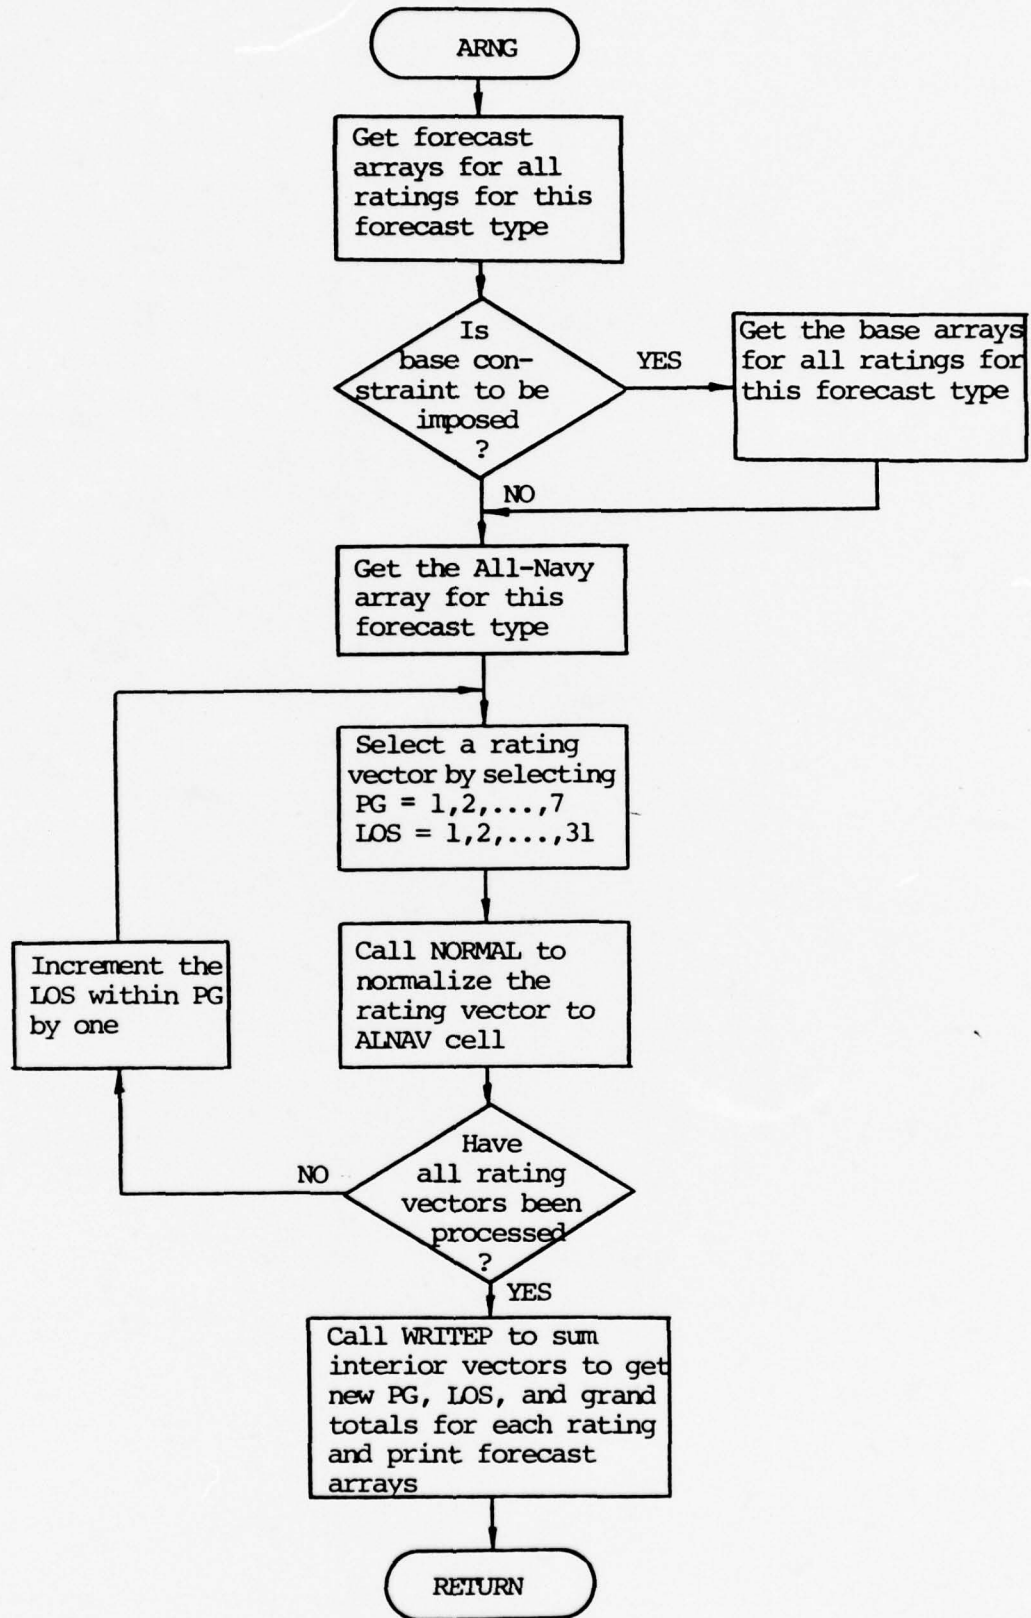 ARNG
Get forecast
arrays for all
ratings for this
forecast type
Is
base con-
straint to be
imposed
?
YES
Get the base arrays
for all ratings for
this forecast type
NO
Get the All-Navy
array for this
forecast type
Select a rating
vector by selecting
PG = 1,2,...,7
LOS = 1,2,...,31
Call NORMAL to
normalize the
rating vector to
ALNAV cell
Increment the
LOS within PG
by one
Have
all rating
vectors been
processed
?
NO
YES
Call WRITEP to sum
interior vectors to get
new PG, LOS, and grand
totals for each rating
and print forecast
arrays
RETURN